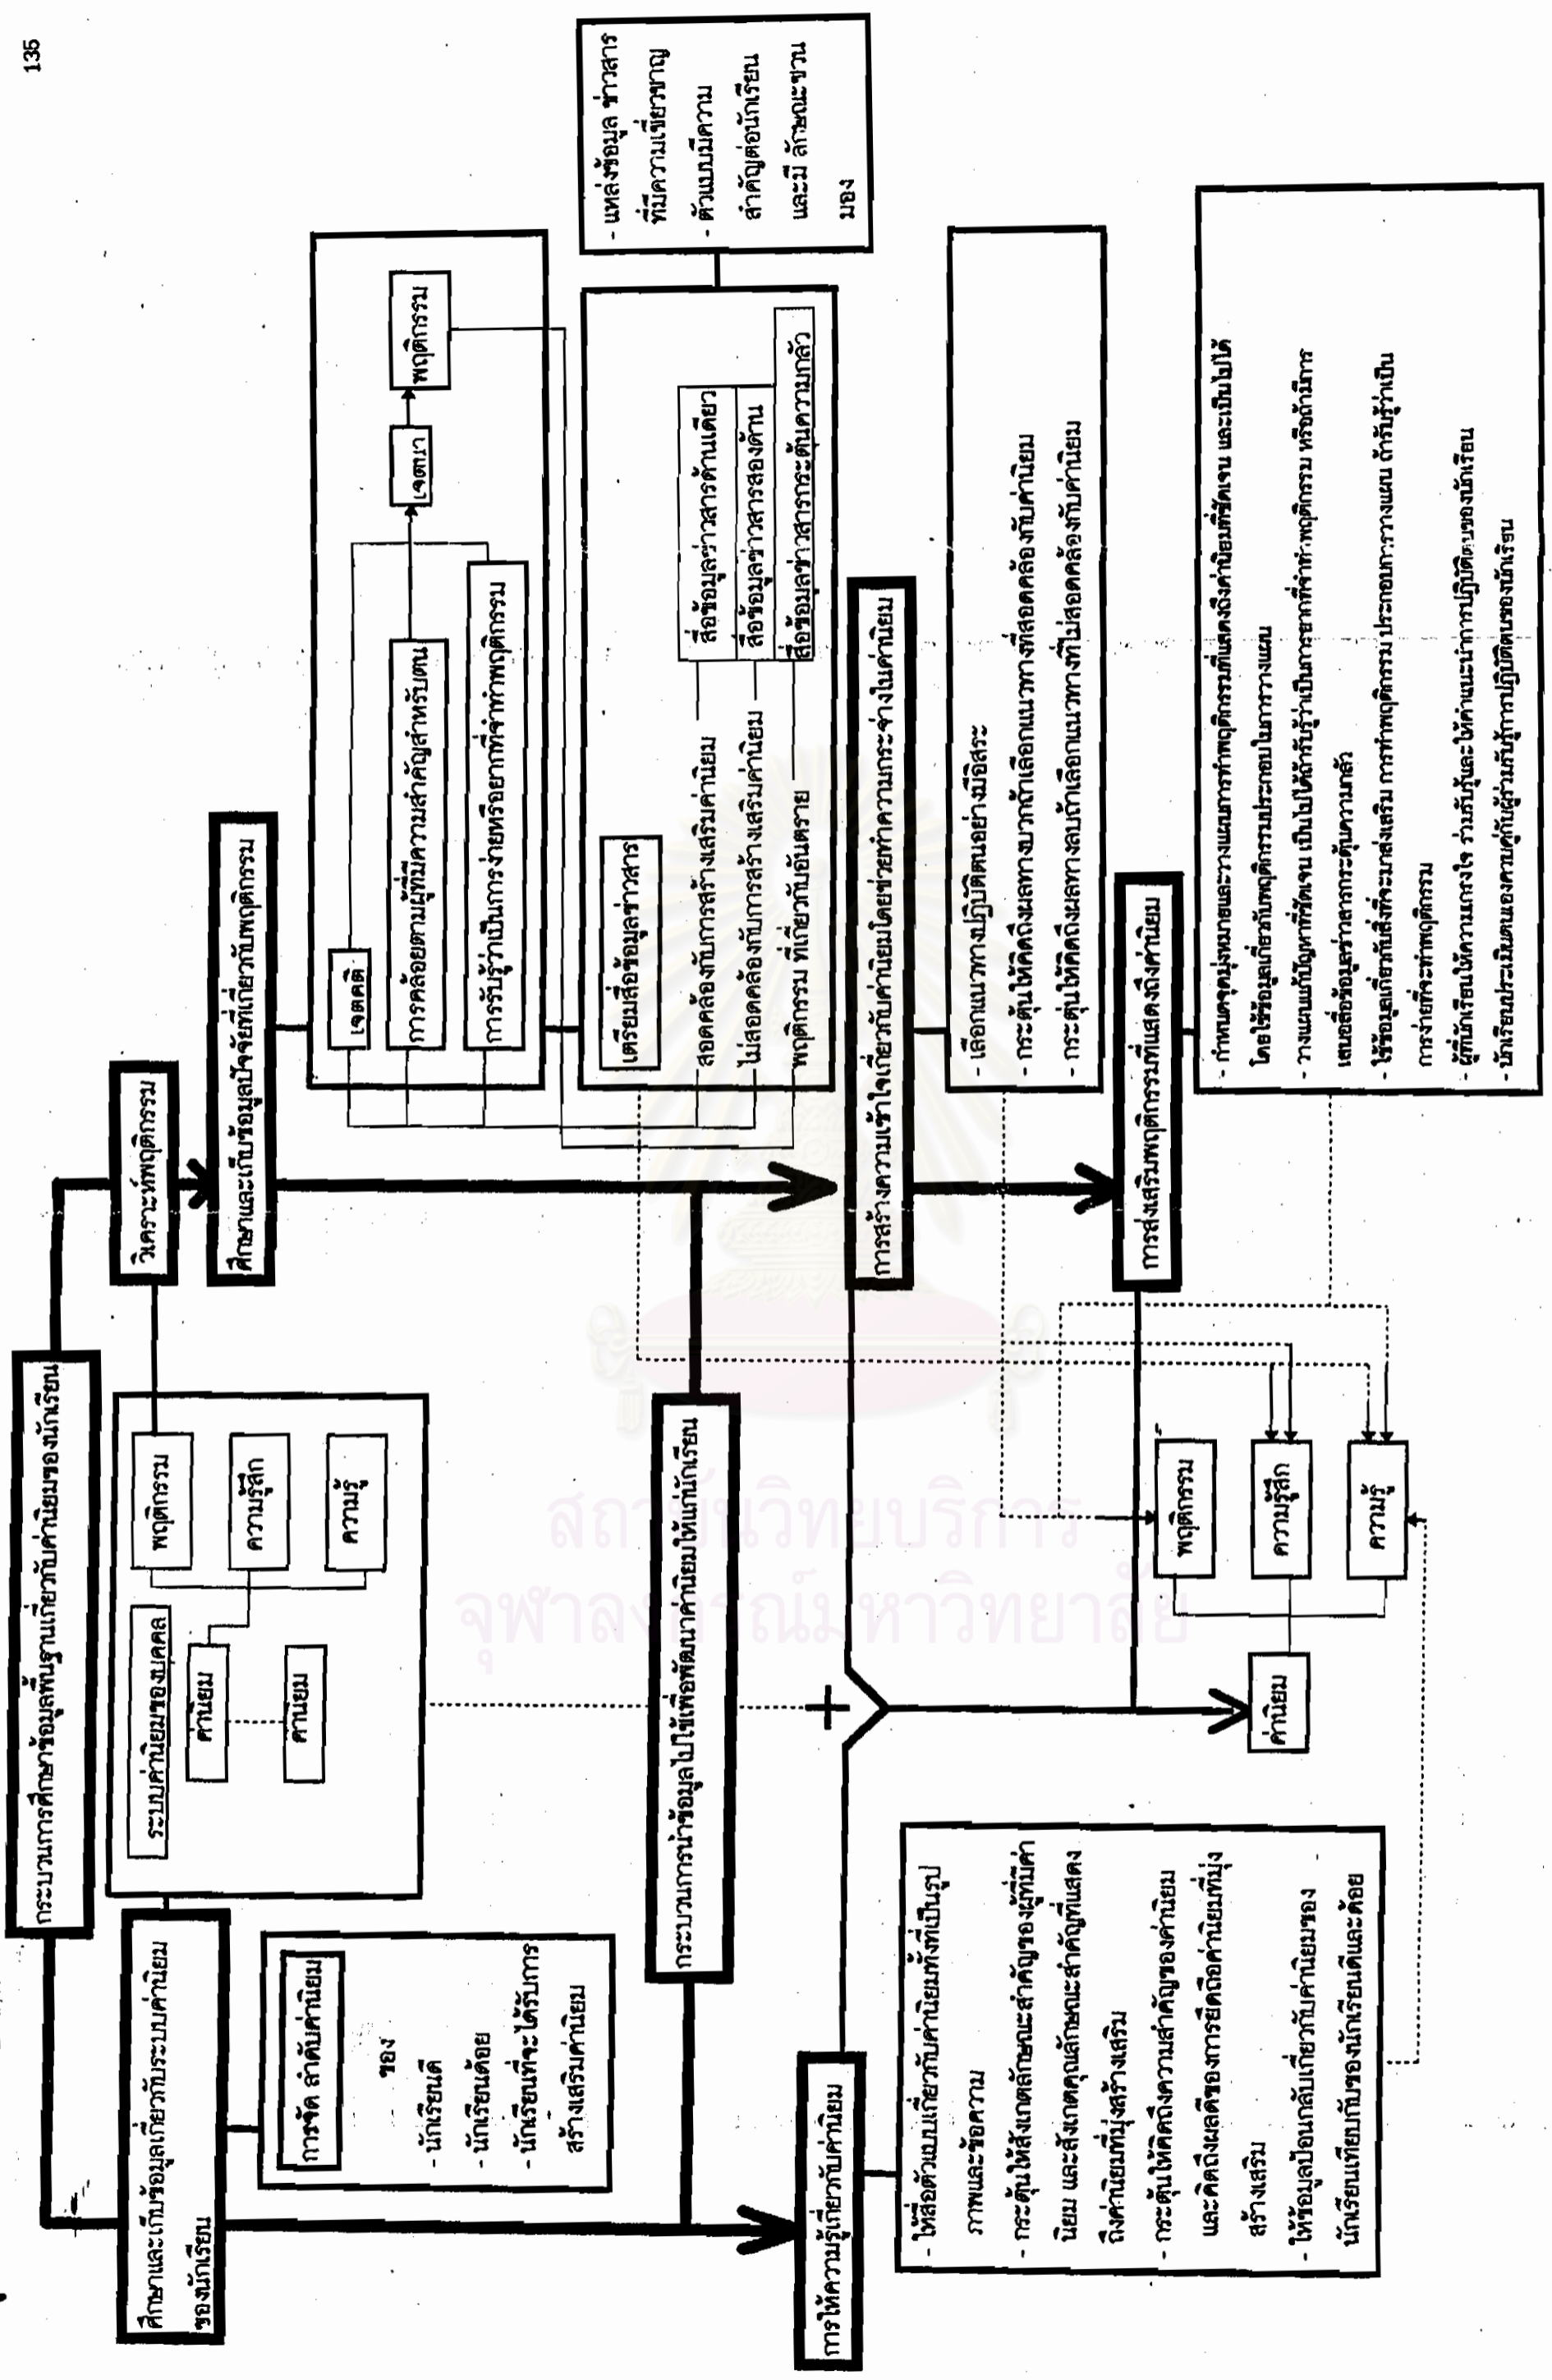 135
กระบวนการศึกษาข้อมูลพื้นฐานเกี่ยวกับค่านิยมของนักเรียน
ศึกษาและเก็บข้อมูลเกี่ยวกับระบบค่านิยม
ของนักเรียน
ระบบค่านิยมของบุคคล
ค่านิยม
ค่านิยม
พฤติกรรม
ความรู้สึก
ความรู้
วิเคราะห์พฤติกรรม
ศึกษาและเก็บข้อมูลปัจจัยที่เกี่ยวกับพฤติกรรม
การจัด ลำดับค่านิยม
ของ
- นักเรียนดี
- นักเรียนด้อย
- นักเรียนที่จะได้รับการ
สร้างเสริมค่านิยม
เจตคติ
การคล้อยตามผู้ที่มีความสำคัญสำหรับตน
การรับรู้ว่าเป็นการง่ายหรือยากที่จำทำพฤติกรรม
เจตนา
พฤติกรรม
เตรียมสื่อข้อมูลข่าวสาร
สอดคล้องกับการสร้างเสริมค่านิยม
ไม่สอดคล้องกับการสร้างเสริมค่านิยม
พฤติกรรม ที่เกี่ยวกับอันตราย
สื่อข้อมูลข่าวสารด้านเดียว
สื่อข้อมูลข่าวสารสองด้าน
สื่อข้อมูลข่าวสารกระตุ้นความกลัว
- แหล่งข้อมูล ข่าวสาร
ที่มีความเชี่ยวชาญ
- ตัวแบบมีความ
สำคัญต่อนักเรียน
และมี ลักษณะชวน
มอง
กระบวนการนำข้อมูลไปใช้เพื่อพัฒนาค่านิยมให้แก่นักเรียน
การให้ความรู้เกี่ยวกับค่านิยม
+
การสร้างความเข้าใจเกี่ยวกับค่านิยมโดยช่วยทำความกระจ่างในค่านิยม
- ให้สื่อตัวแบบเกี่ยวกับค่านิยมทั้งที่เป็นรูป
ภาพและข้อความ
- กระตุ้นให้สังเกตลักษณะสำคัญของผู้ที่มีค่า
นิยม และสังเกตคุณลักษณะสำคัญที่แสดง
ถึงค่านิยมที่มุ่งสร้างเสริม
- กระตุ้นให้คิดถึงความสำคัญของค่านิยม
และคิดถึงผลดีของการยึดถือค่านิยมที่มุ่ง
สร้างเสริม
- ให้ข้อมูลป้อนกลับเกี่ยวกับค่านิยมของ
นักเรียนเทียบกับของนักเรียนดีและด้อย
- เลือกแนวทางปฏิบัติตนอย่างมีอิสระ
- กระตุ้นให้คิดถึงผลทางบวกถ้าเลือกแนวทางที่สอดคล้องกับค่านิยม
- กระตุ้นให้คิดถึงผลทางลบถ้าเลือกแนวทางที่ไม่สอดคล้องกับค่านิยม
การส่งเสริมพฤติกรรมที่แสดงถึงค่านิยม
ค่านิยม
พฤติกรรม
ความรู้สึก
ความรู้
- กำหนดจุดมุ่งหมายและวางแผนการทำพฤติกรรมที่แสดงถึงค่านิยมที่ชัดเจน และเป็นไปได้
โดยใช้ข้อมูลเกี่ยวกับพฤติกรรมประกอบในการวางแผน
- วางแผนแก้ปัญหาที่ชัดเจน เป็นไปได้ถ้ารับรู้ว่าเป็นการยากที่จำทำพฤติกรรม หรือถ้ามีการ
เสนอสื่อข้อมูลข่าวสารกระตุ้นความกลัว
- ใช้ข้อมูลเกี่ยวกับสิ่งที่จะมาส่งเสริม การทำพฤติกรรม ประกอบการวางแผน ถ้ารับรู้ว่าเป็น
การง่ายที่จะทำพฤติกรรม
- ผู้ที่นักเรียนให้ความเกรงใจ ร่วมรับรู้และให้คำแนะนำการปฏิบัติตนของนักเรียน
- นักเรียนประเมินตนเองควบคู่กับผู้ร่วมรับรู้การปฏิบัติตนของนักเรียน
สถาบันวิทยบริการ
จุฬาลงกรณ์มหาวิทยาลัย